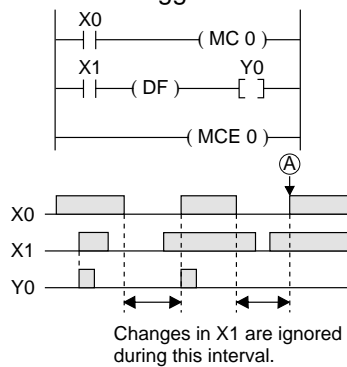 X0
( MC 0 )
X1
( DF )
Y0
[ ]
( MCE 0 )
A
X0
X1
Y0
Changes in X1 are ignored
during this interval.